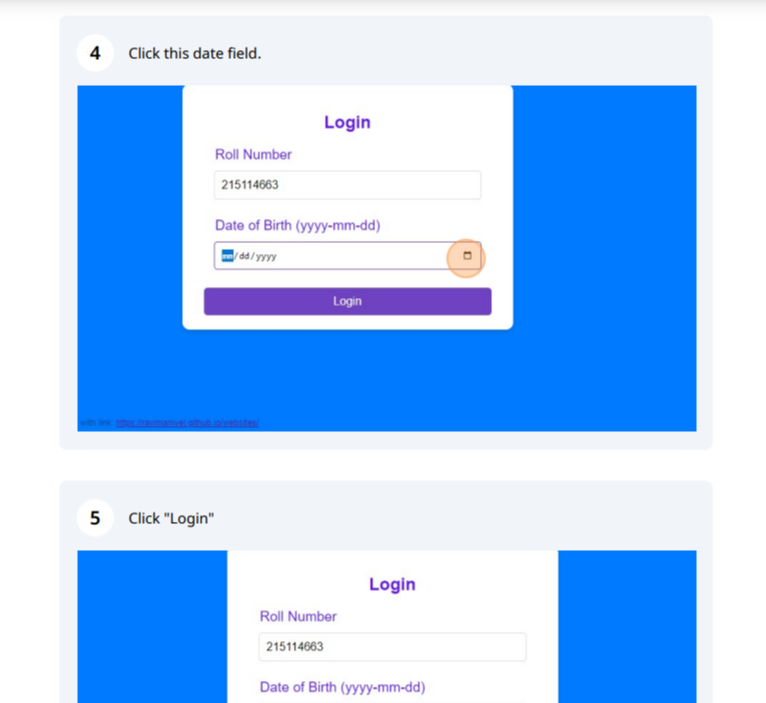 4 Click this date field.
Login
Roll Number
215114663
Date of Birth (yyyy-mm-dd)
mm/dd/yyyy
Login
with link:
5 Click "Login"
Login
Roll Number
215114663
Date of Birth (yyyy-mm-dd)